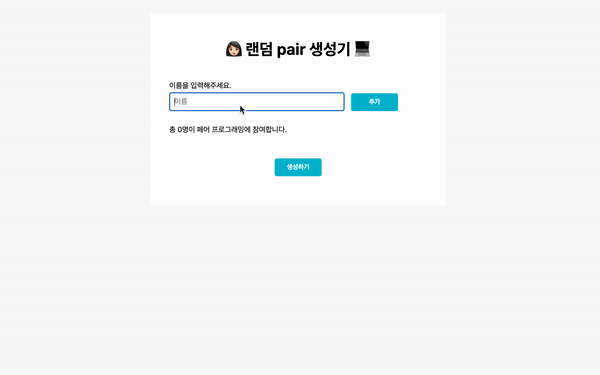 👩🏻 랜덤 pair 생성기 💻
이름을 입력해주세요.
이름
추가
총 0명이 페어 프로그래밍에 참여합니다.
생성하기